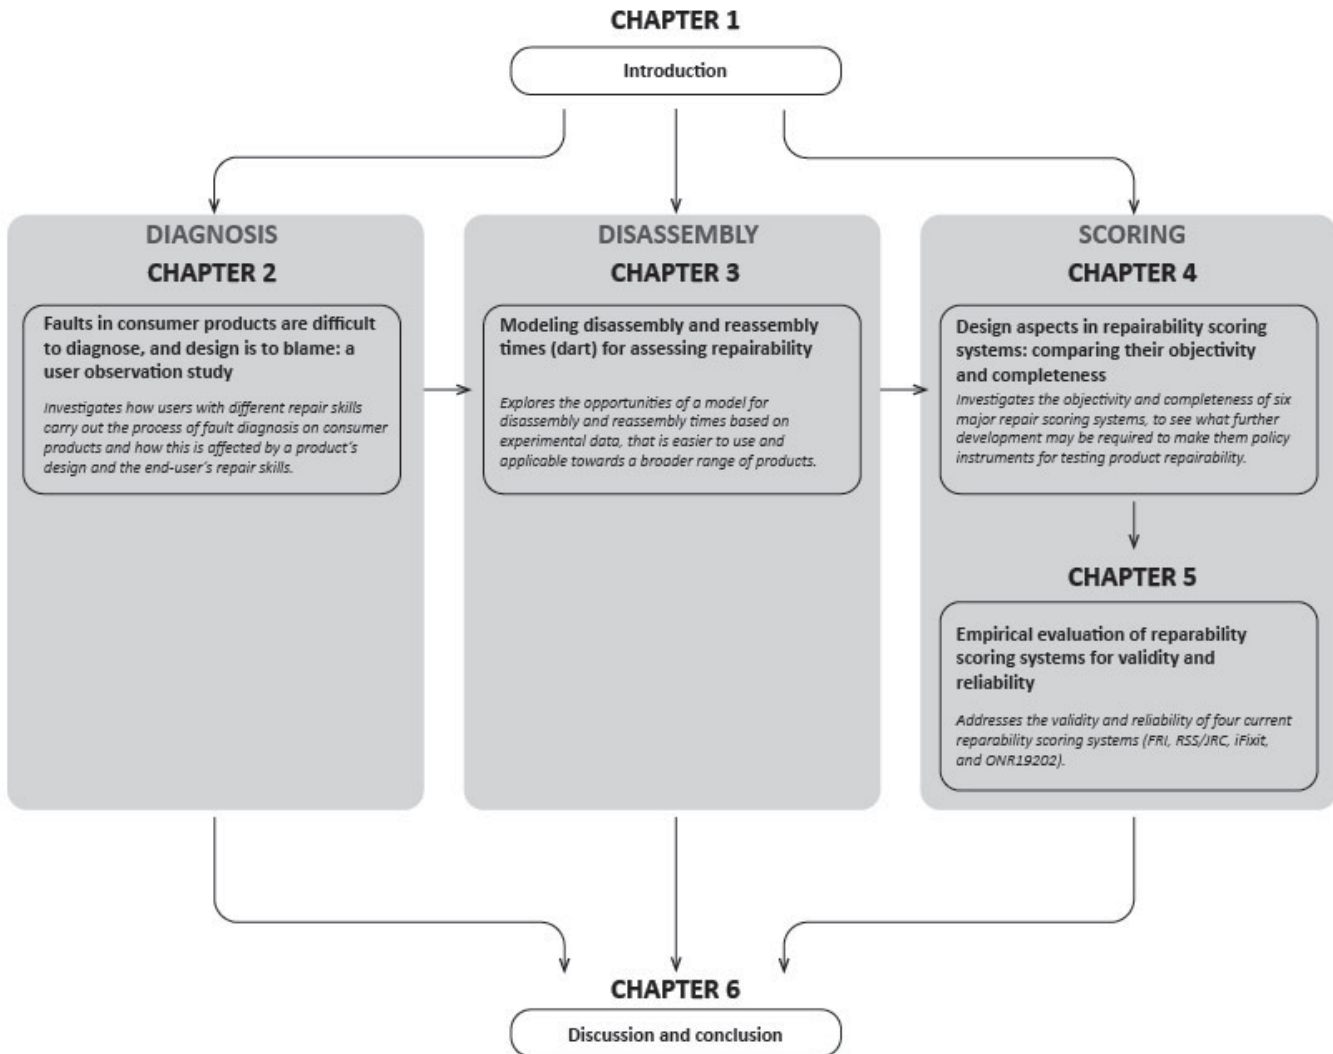 CHAPTER 1
Introduction
DIAGNOSIS
CHAPTER 2
Faults in consumer products are difficult
to diagnose, and design is to blame: a
user observation study
Investigates how users with different repair skills
carry out the process of fault diagnosis on consumer
products and how this is affected by a product's
design and the end-user's repair skills.
DISASSEMBLY
CHAPTER 3
Modeling disassembly and reassembly
times (dart) for assessing repairability
Explores the opportunities of a model for
disassembly and reassembly times based on
experimental data, that is easier to use and
applicable towards a broader range of products.
SCORING
CHAPTER 4
Design aspects in repairability scoring
systems: comparing their objectivity
and completeness
Investigates the objectivity and completeness of six
major repair scoring systems, to see what further
development may be required to make them policy
instruments for testing product repairability.
CHAPTER 5
Empirical evaluation of reparability
scoring systems for validity and
reliability
Addresses the validity and reliability of four current
reparability scoring systems (FRI, RSS/JRC, iFixit,
and ONR19202).
CHAPTER 6
Discussion and conclusion